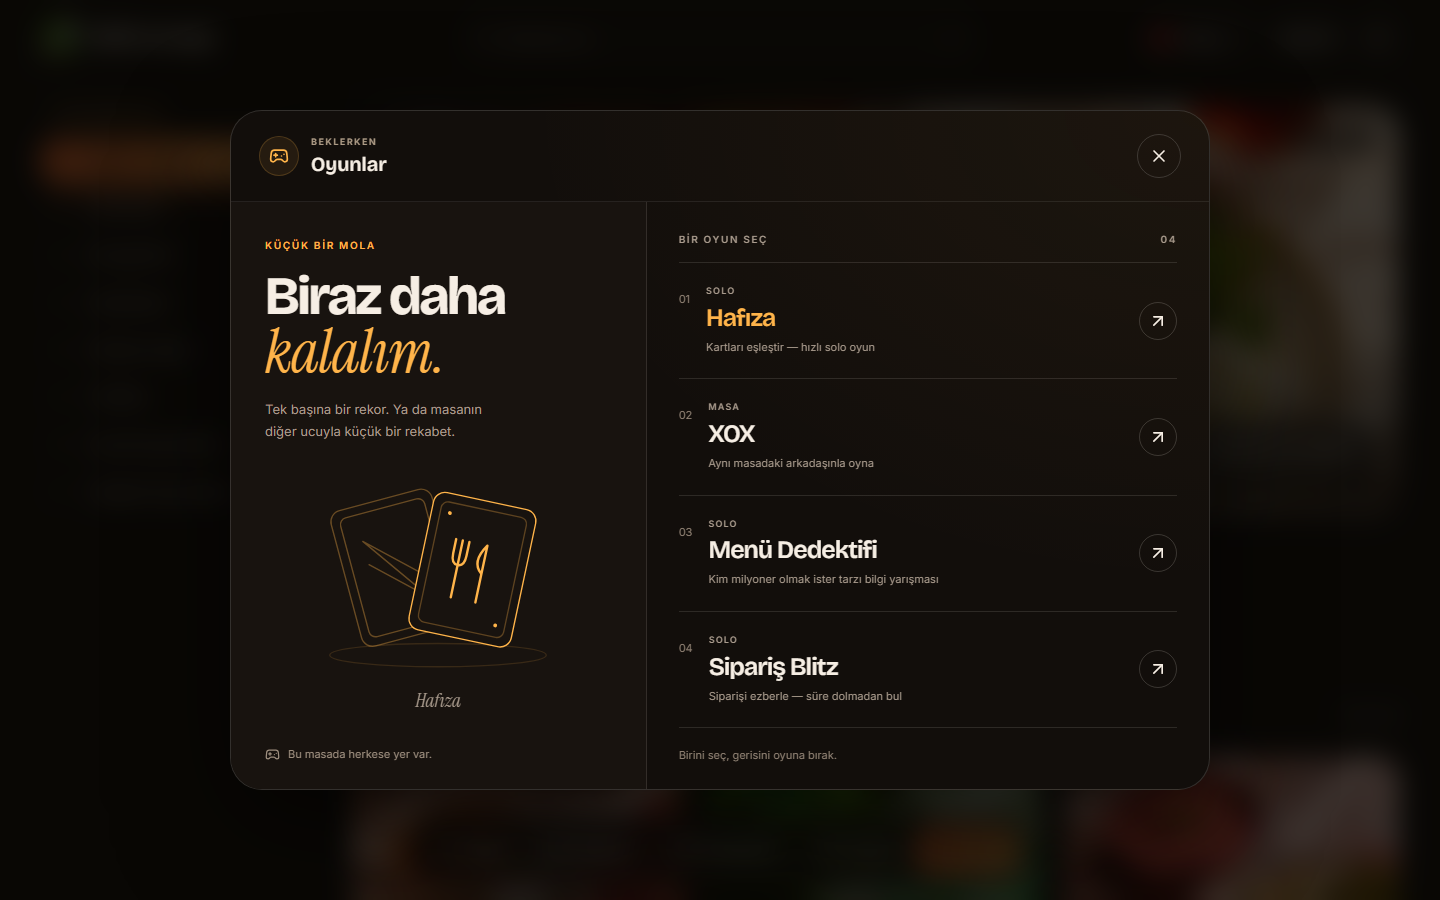 BEKLERKEN
Oyunlar
KÜÇÜK BİR MOLA
Biraz daha
kalalım.
Tek başına bir rekor. Ya da masanın
diğer ucuyla küçük bir rekabet.
Hafıza
Bu masada herkese yer var.
BİR OYUN SEÇ 04
01 SOLO
Hafıza
Kartları eşleştir — hızlı solo oyun
02 MASA
XOX
Aynı masadaki arkadaşınla oyna
03 SOLO
Menü Dedektifi
Kim milyoner olmak ister tarzı bilgi yarışması
04 SOLO
Sipariş Blitz
Siparişi ezberle — süre dolmadan bul
Birini seç, gerisini oyuna bırak.